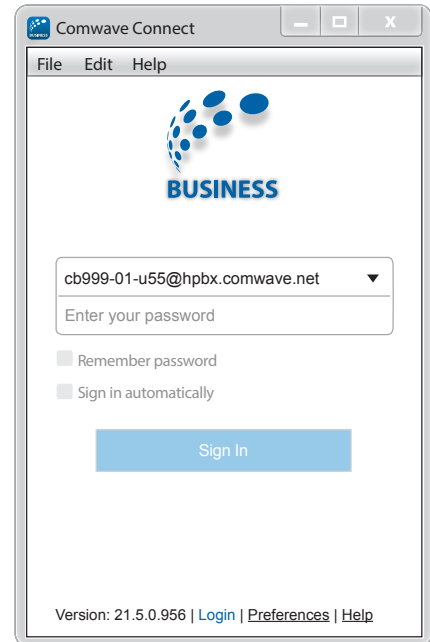 Comwave Connect
File Edit Help
BUSINESS
cb999-01-u55@hpbx.comwave.net
Enter your password
Remember password
Sign in automatically
Sign In
Version: 21.5.0.956 | Login | Preferences | Help